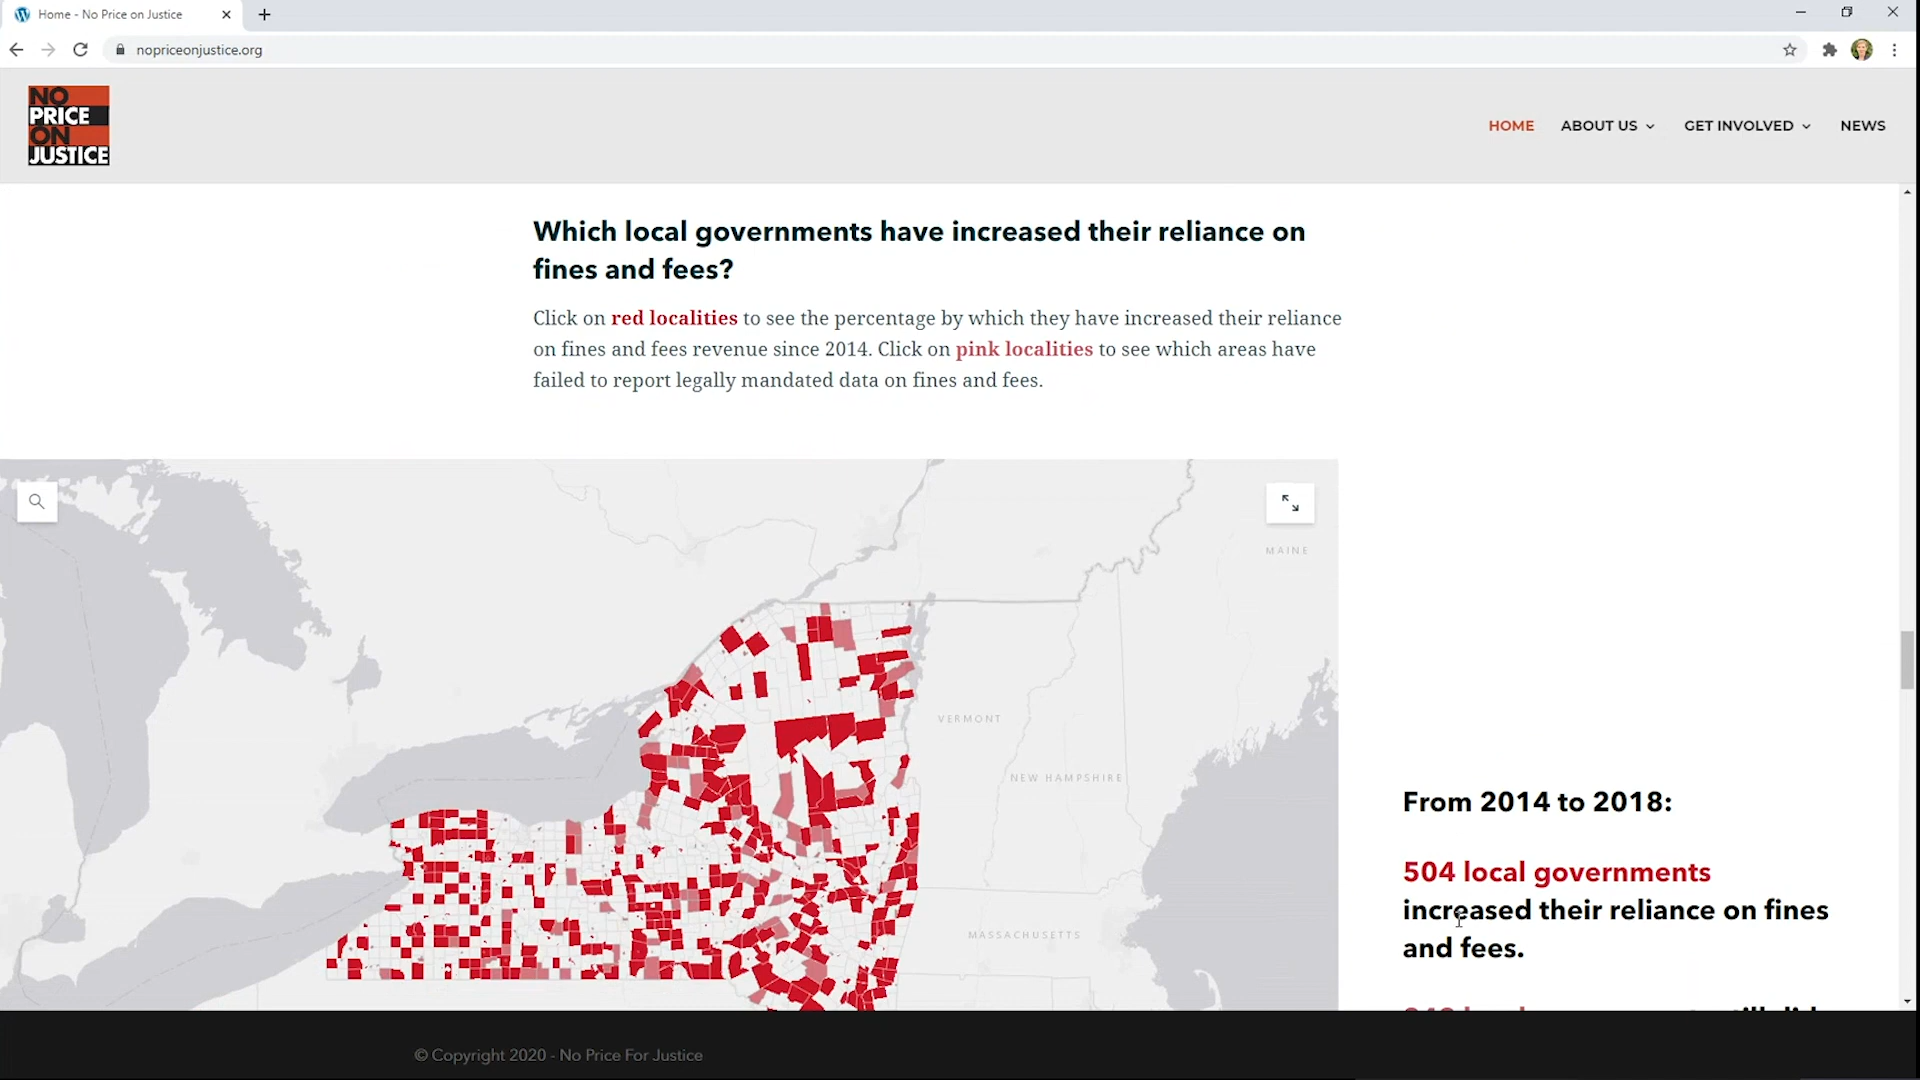 Home - No Price on Justice
nopriceonjustice.org
NO
PRICE
ON
JUSTICE
HOME
ABOUT US
GET INVOLVED
NEWS
Which local governments have increased their reliance on
fines and fees?
Click on red localities to see the percentage by which they have increased their reliance
on fines and fees revenue since 2014. Click on pink localities to see which areas have
failed to report legally mandated data on fines and fees.
MAINE
VERMONT
NEW HAMPSHIRE
MASSACHUSETTS
From 2014 to 2018:
504 local governments
increased their reliance on fines
and fees.
© Copyright 2020 - No Price For Justice